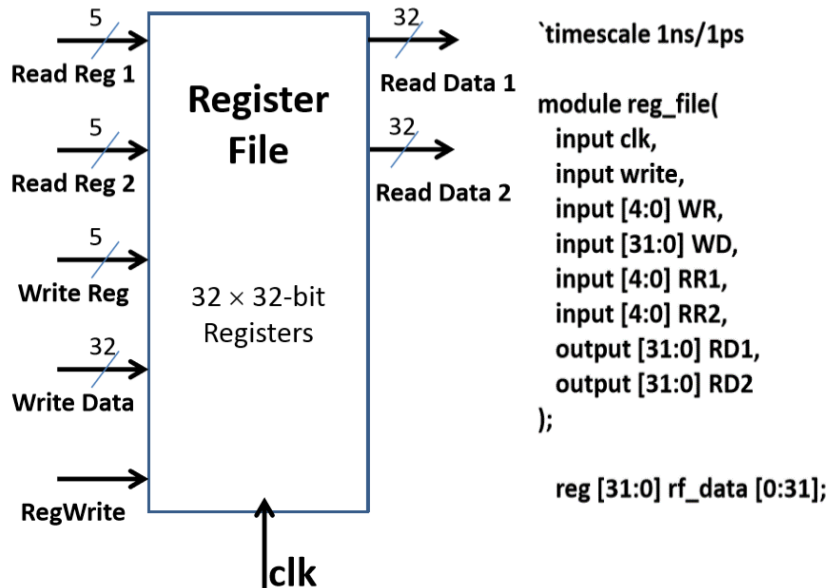 5
Read Reg 1
5
Read Reg 2
5
Write Reg
32
Write Data
RegWrite
Register
File
32 × 32-bit
Registers
clk
32
Read Data 1
32
Read Data 2
`timescale 1ns/1ps
module reg_file(
input clk,
input write,
input [4:0] WR,
input [31:0] WD,
input [4:0] RR1,
input [4:0] RR2,
output [31:0] RD1,
output [31:0] RD2
);
reg [31:0] rf_data [0:31];